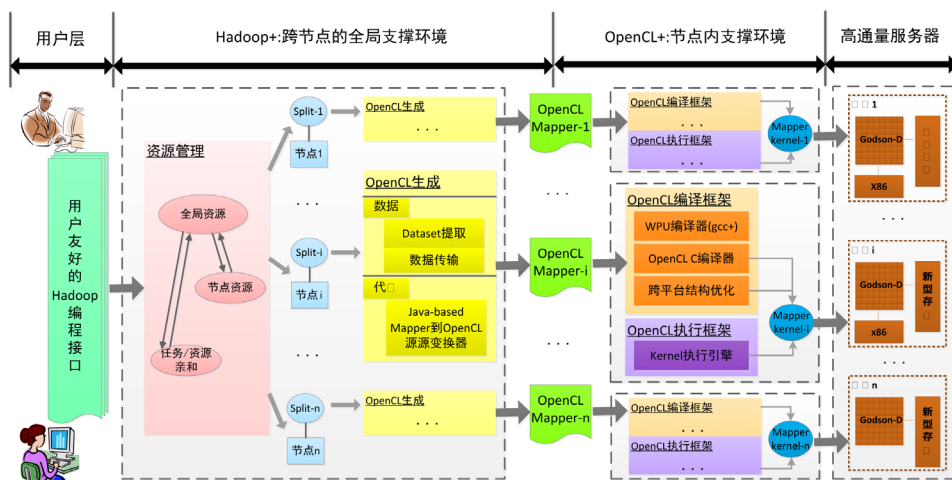 用户层
Hadoop+:跨节点的全局支撑环境
OpenCL+:节点内支撑环境
高通量服务器
用户友好的Hadoop编程接口
资源管理
全局资源
节点资源
任务/资源
亲和
Split-1
节点1
...
Split-i
节点i
...
Split-n
节点n
OpenCL生成
...
OpenCL生成
数据
Dataset提取
数据传输
代
Java-based
Mapper到OpenCL
源源变换器
OpenCL生成
...
OpenCL
Mapper-1
...
OpenCL
Mapper-i
...
OpenCL
Mapper-n
OpenCL编译框架
...
OpenCL执行框架
...
Mapper
kernel-1
OpenCL编译框架
WPU编译器(gcc+)
OpenCL C编译器
跨平台结构优化
OpenCL执行框架
Kernel执行引擎
Mapper
kernel-i
OpenCL编译框架
...
OpenCL执行框架
...
Mapper
kernel-n
1
Godson-D
X86
...
i
Godson-D
x86
新型存
...
n
Godson-D
新型存